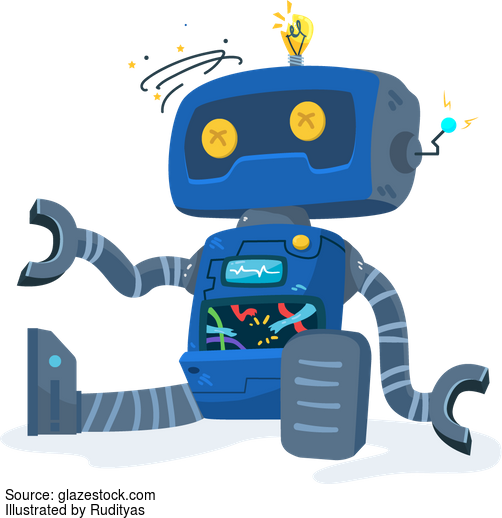 Source: glazestock.com
Illustrated by Rudityas